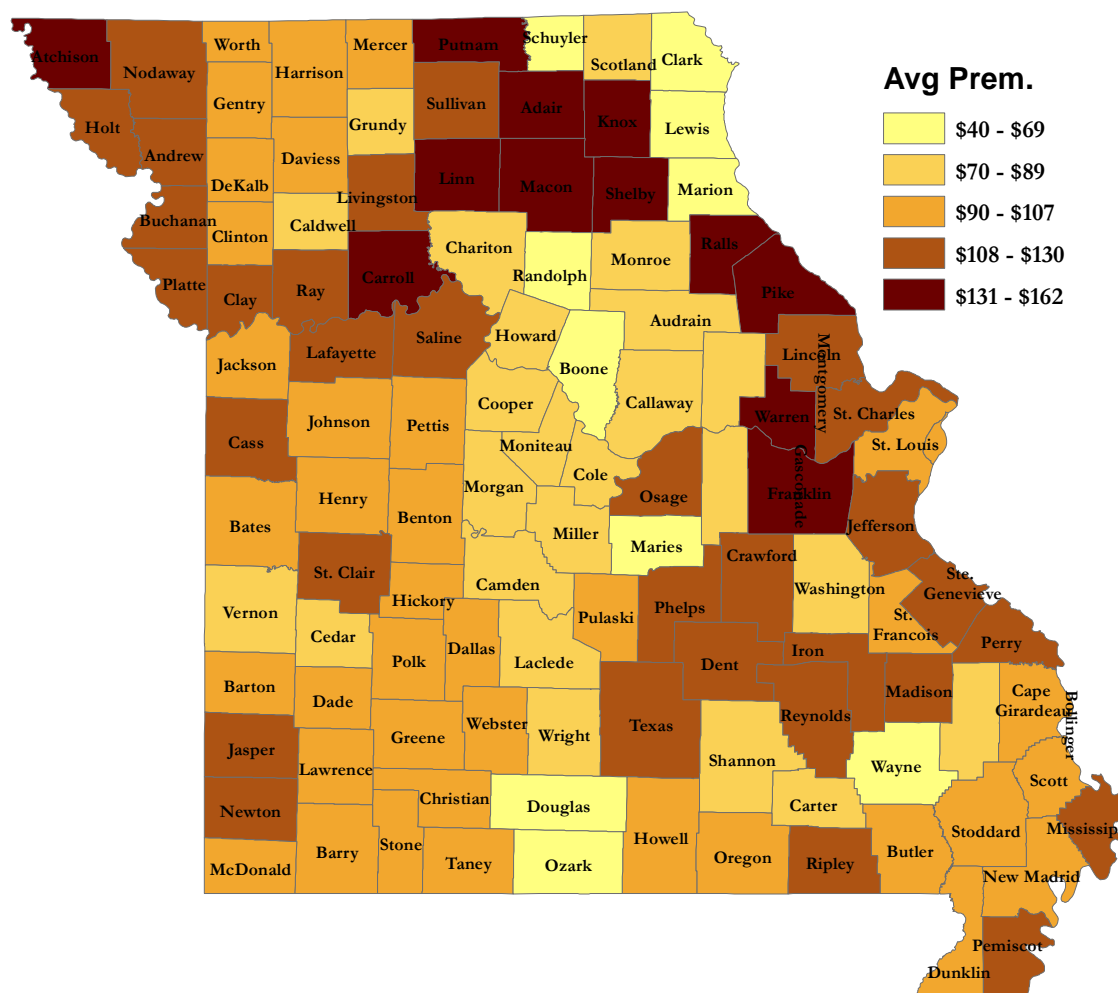 Avg Prem.
$40 - $69
$70 - $89
$90 - $107
$108 - $130
$131 - $162
Atchison
Nodaway
Worth
Harrison
Mercer
Putnam
Schuyler
Scotland
Clark
Gentry
Holt
Andrew
Grundy
Sullivan
Adair
Knox
Lewis
DeKalb
Daviess
Livingston
Linn
Macon
Shelby
Marion
Buchanan
Clinton
Caldwell
Chariton
Randolph
Monroe
Ralls
Platte
Clay
Ray
Carroll
Pike
Jackson
Lafayette
Saline
Howard
Boone
Audrain
Lincoln
Montgomery
Cass
Johnson
Pettis
Cooper
Moniteau
Callaway
Warren
St. Charles
St. Louis
Bates
Henry
Benton
Morgan
Cole
Miller
Osage
Gasconade
Franklin
Jefferson
Maries
Crawford
Washington
Ste.
Genevieve
St.
Francois
Perry
Vernon
St. Clair
Hickory
Camden
Pulaski
Phelps
Cedar
Polk
Dallas
Laclede
Dent
Iron
Madison
Barton
Dade
Greene
Webster
Wright
Texas
Reynolds
Cape
Girardeau
Bollinger
Jasper
Lawrence
Shannon
Wayne
Scott
Newton
Christian
Douglas
Carter
Stoddard
Mississip
McDonald
Barry
Stone
Taney
Ozark
Howell
Oregon
Ripley
Butler
New Madrid
Pemiscot
Dunklin